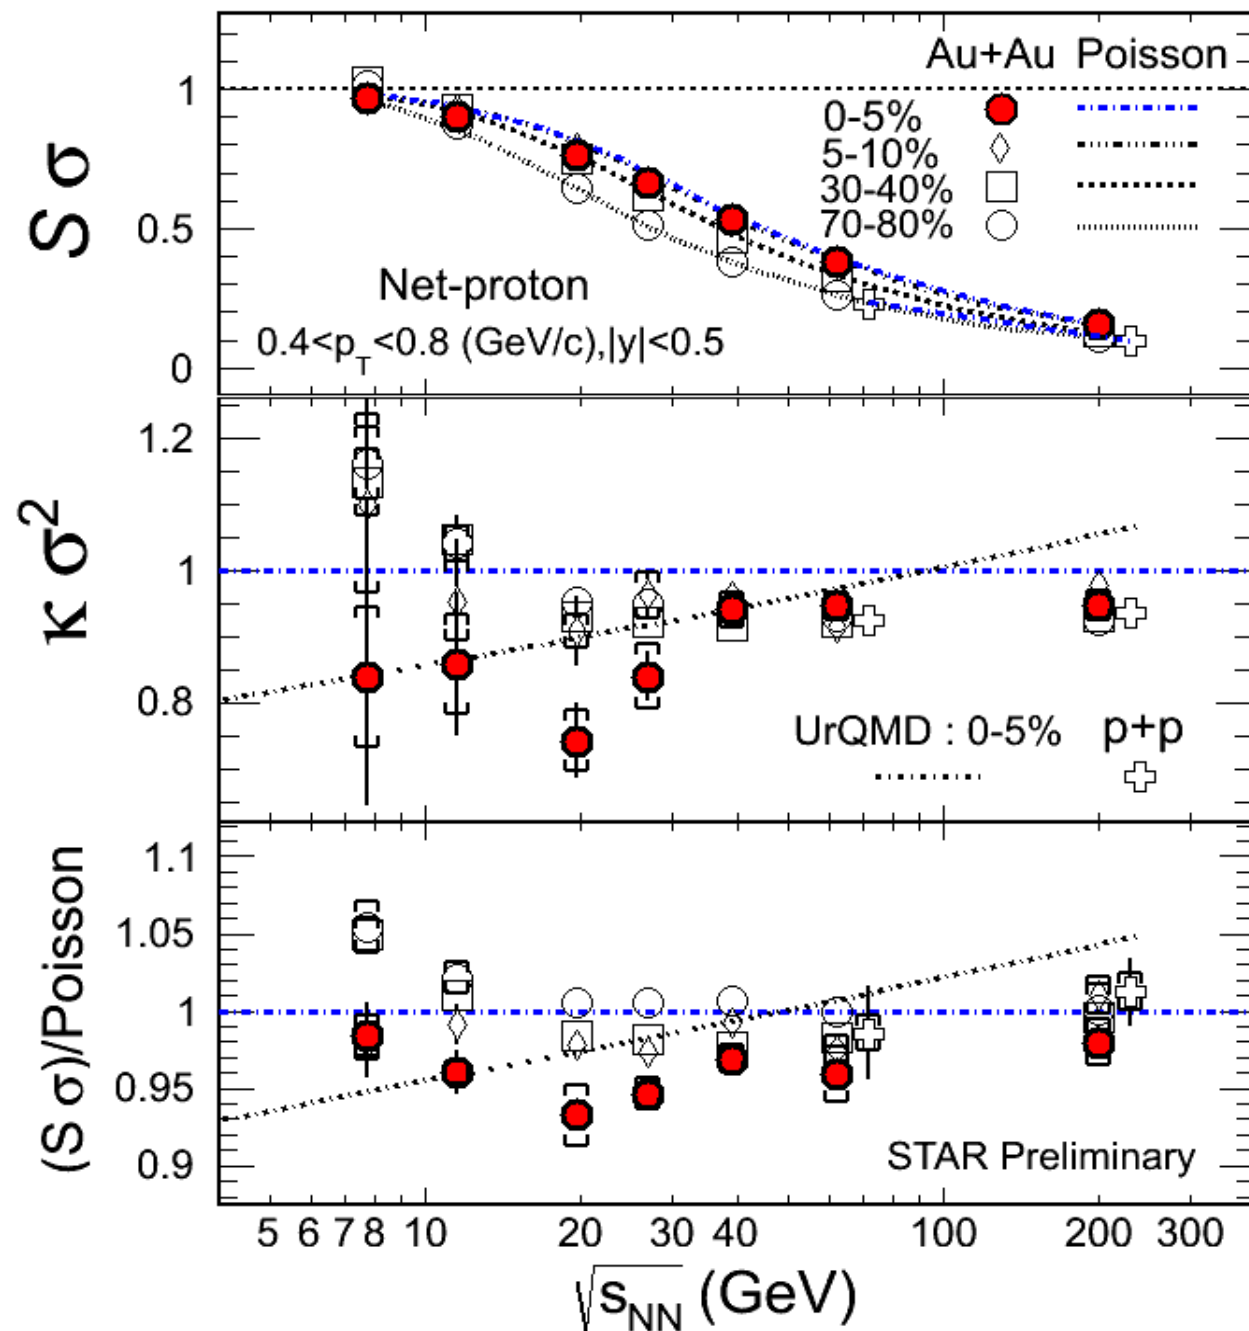 Au+Au Poisson
0-5%
5-10%
30-40%
70-80%
S σ
1
0.5
0
Net-proton
0.4<p_T<0.8 (GeV/c),|y|<0.5
κ σ²
1.2
1
0.8
UrQMD : 0-5% p+p
(S σ)/Poisson
1.1
1.05
1
0.95
0.9
STAR Preliminary
5 6 7 8 10 20 30 40 100 200 300
√s_NN (GeV)